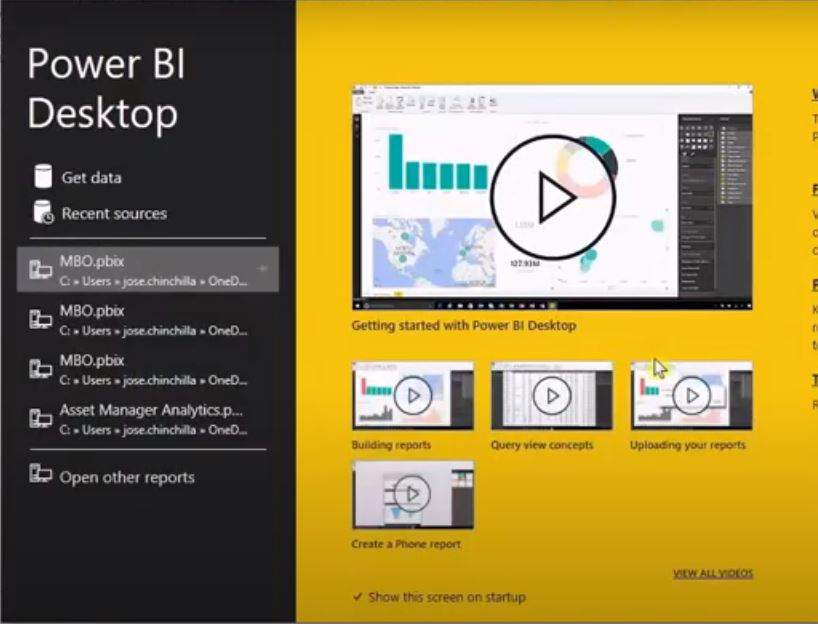 Power BI
Desktop
Get data
Recent sources
MBO.pbix
C: » Users » jose.chinchilla » OneD...
MBO.pbix
C: » Users » jose.chinchilla » OneD...
MBO.pbix
C: » Users » jose.chinchilla » OneD...
Asset Manager Analytics.p...
C: » Users » jose.chinchilla » OneD...
Open other reports
127.93M
Getting started with Power BI Desktop
Building reports
Query view concepts
Uploading your reports
Create a Phone report
VIEW ALL VIDEOS
Show this screen on startup